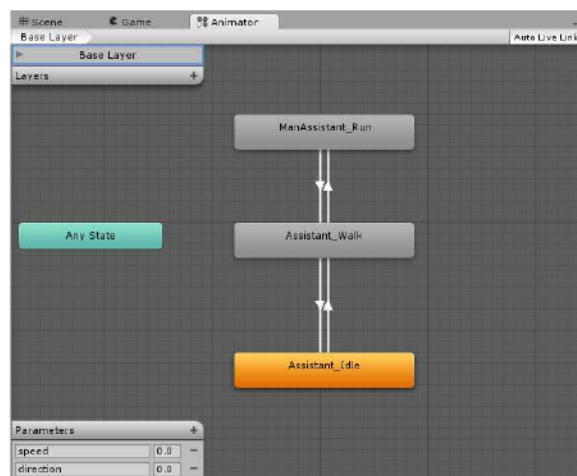 Scene Game Animator
Base Layer Auto Live Link
Base Layer
Layers +
ManAssistant_Run
Any State Assistant_Walk
Assistant_Idle
Parameters +
speed 0.0 −
direction 0.0 −